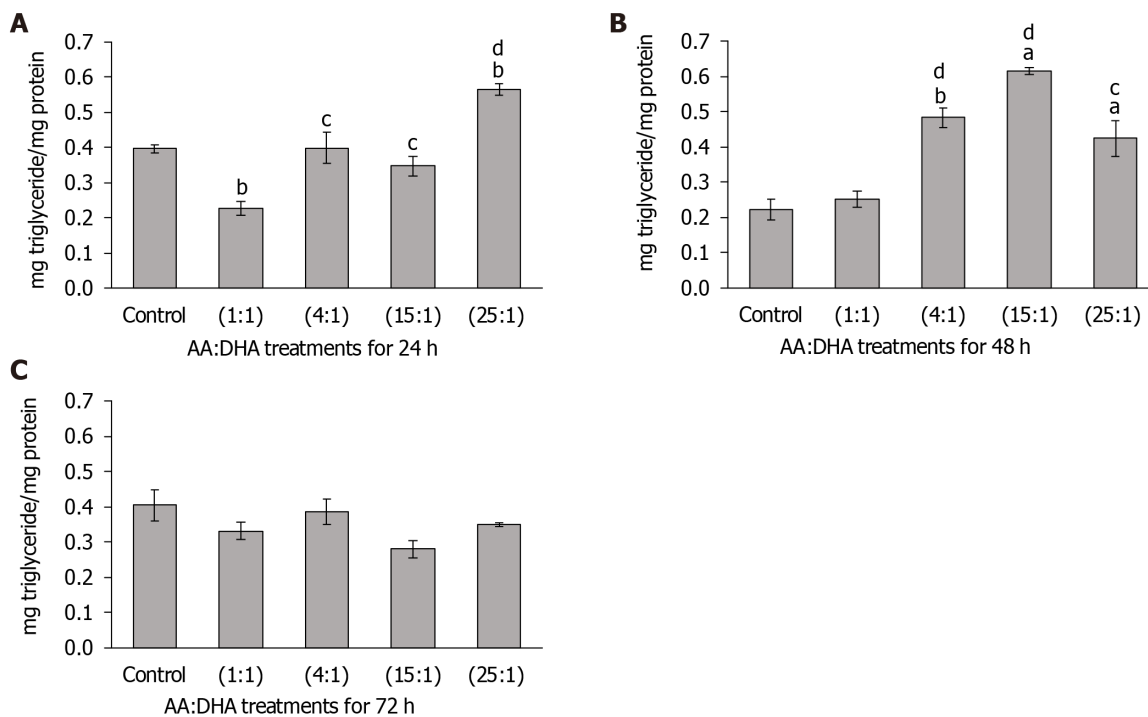 A
mg triglyceride/mg protein
0.7
0.6
0.5
0.4
0.3
0.2
0.1
0.0
b
c
c
d
b
Control (1:1) (4:1) (15:1) (25:1)
AA:DHA treatments for 24 h
B
mg triglyceride/mg protein
0.7
0.6
0.5
0.4
0.3
0.2
0.1
0.0
d
b
d
a
c
a
Control (1:1) (4:1) (15:1) (25:1)
AA:DHA treatments for 48 h
C
mg triglyceride/mg protein
0.7
0.6
0.5
0.4
0.3
0.2
0.1
0.0
Control (1:1) (4:1) (15:1) (25:1)
AA:DHA treatments for 72 h